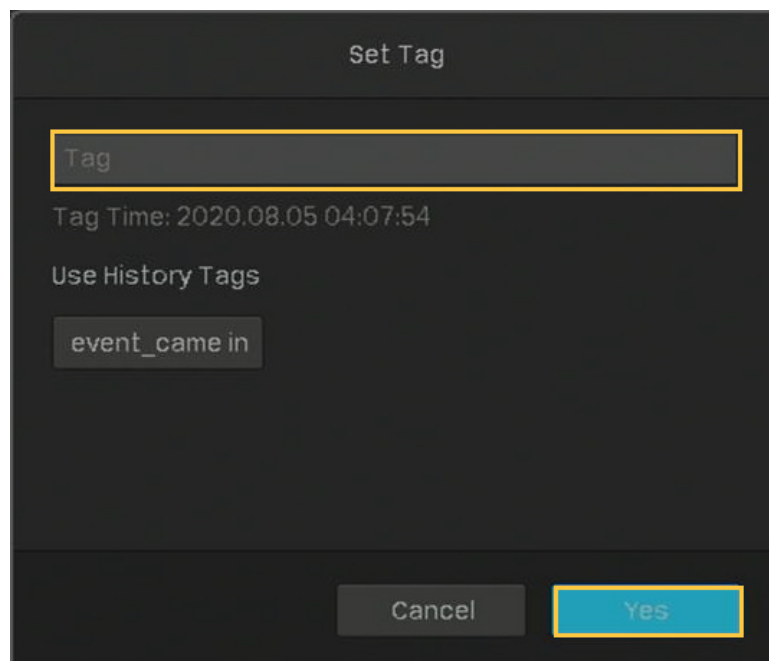 Set Tag
Tag
Tag Time: 2020.08.05 04:07:54
Use History Tags
event_came in
Cancel Yes